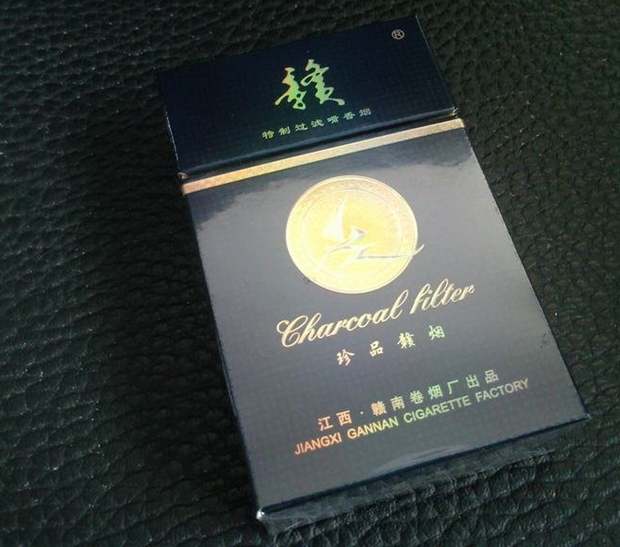 ®
赣
特制过滤嘴香烟
Charcoal filter
珍品赣烟
江西·赣南卷烟厂出品
JIANGXI GANNAN CIGARETTE FACTORY